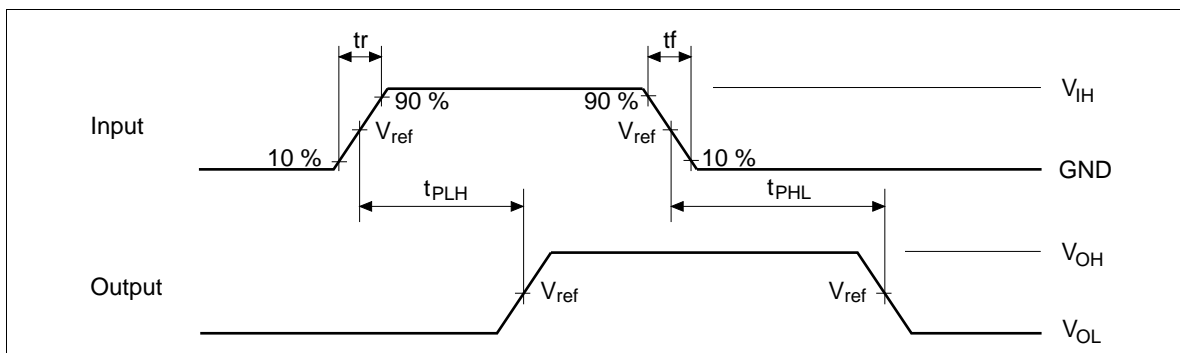 tr
tf
V_IH
90 %
90 %
Input
V_ref
V_ref
10 %
10 %
GND
t_PLH
t_PHL
V_OH
Output
V_ref
V_ref
V_OL